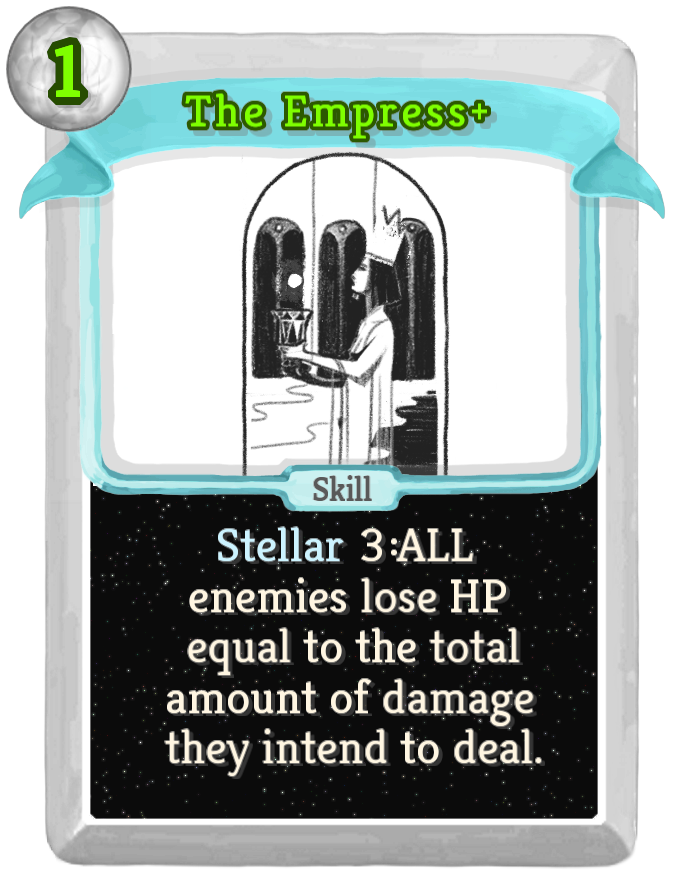 1
The Empress+
Skill
Stellar 3:ALL
enemies lose HP
equal to the total
amount of damage
they intend to deal.